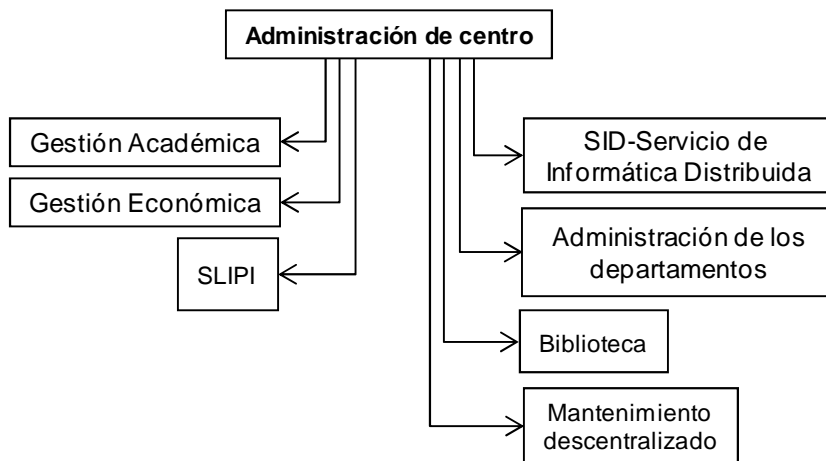 Administración de centro
Gestión Académica
Gestión Económica
SLIPI
SID-Servicio de
Informática Distribuida
Administración de los
departamentos
Biblioteca
Mantenimiento
descentralizado